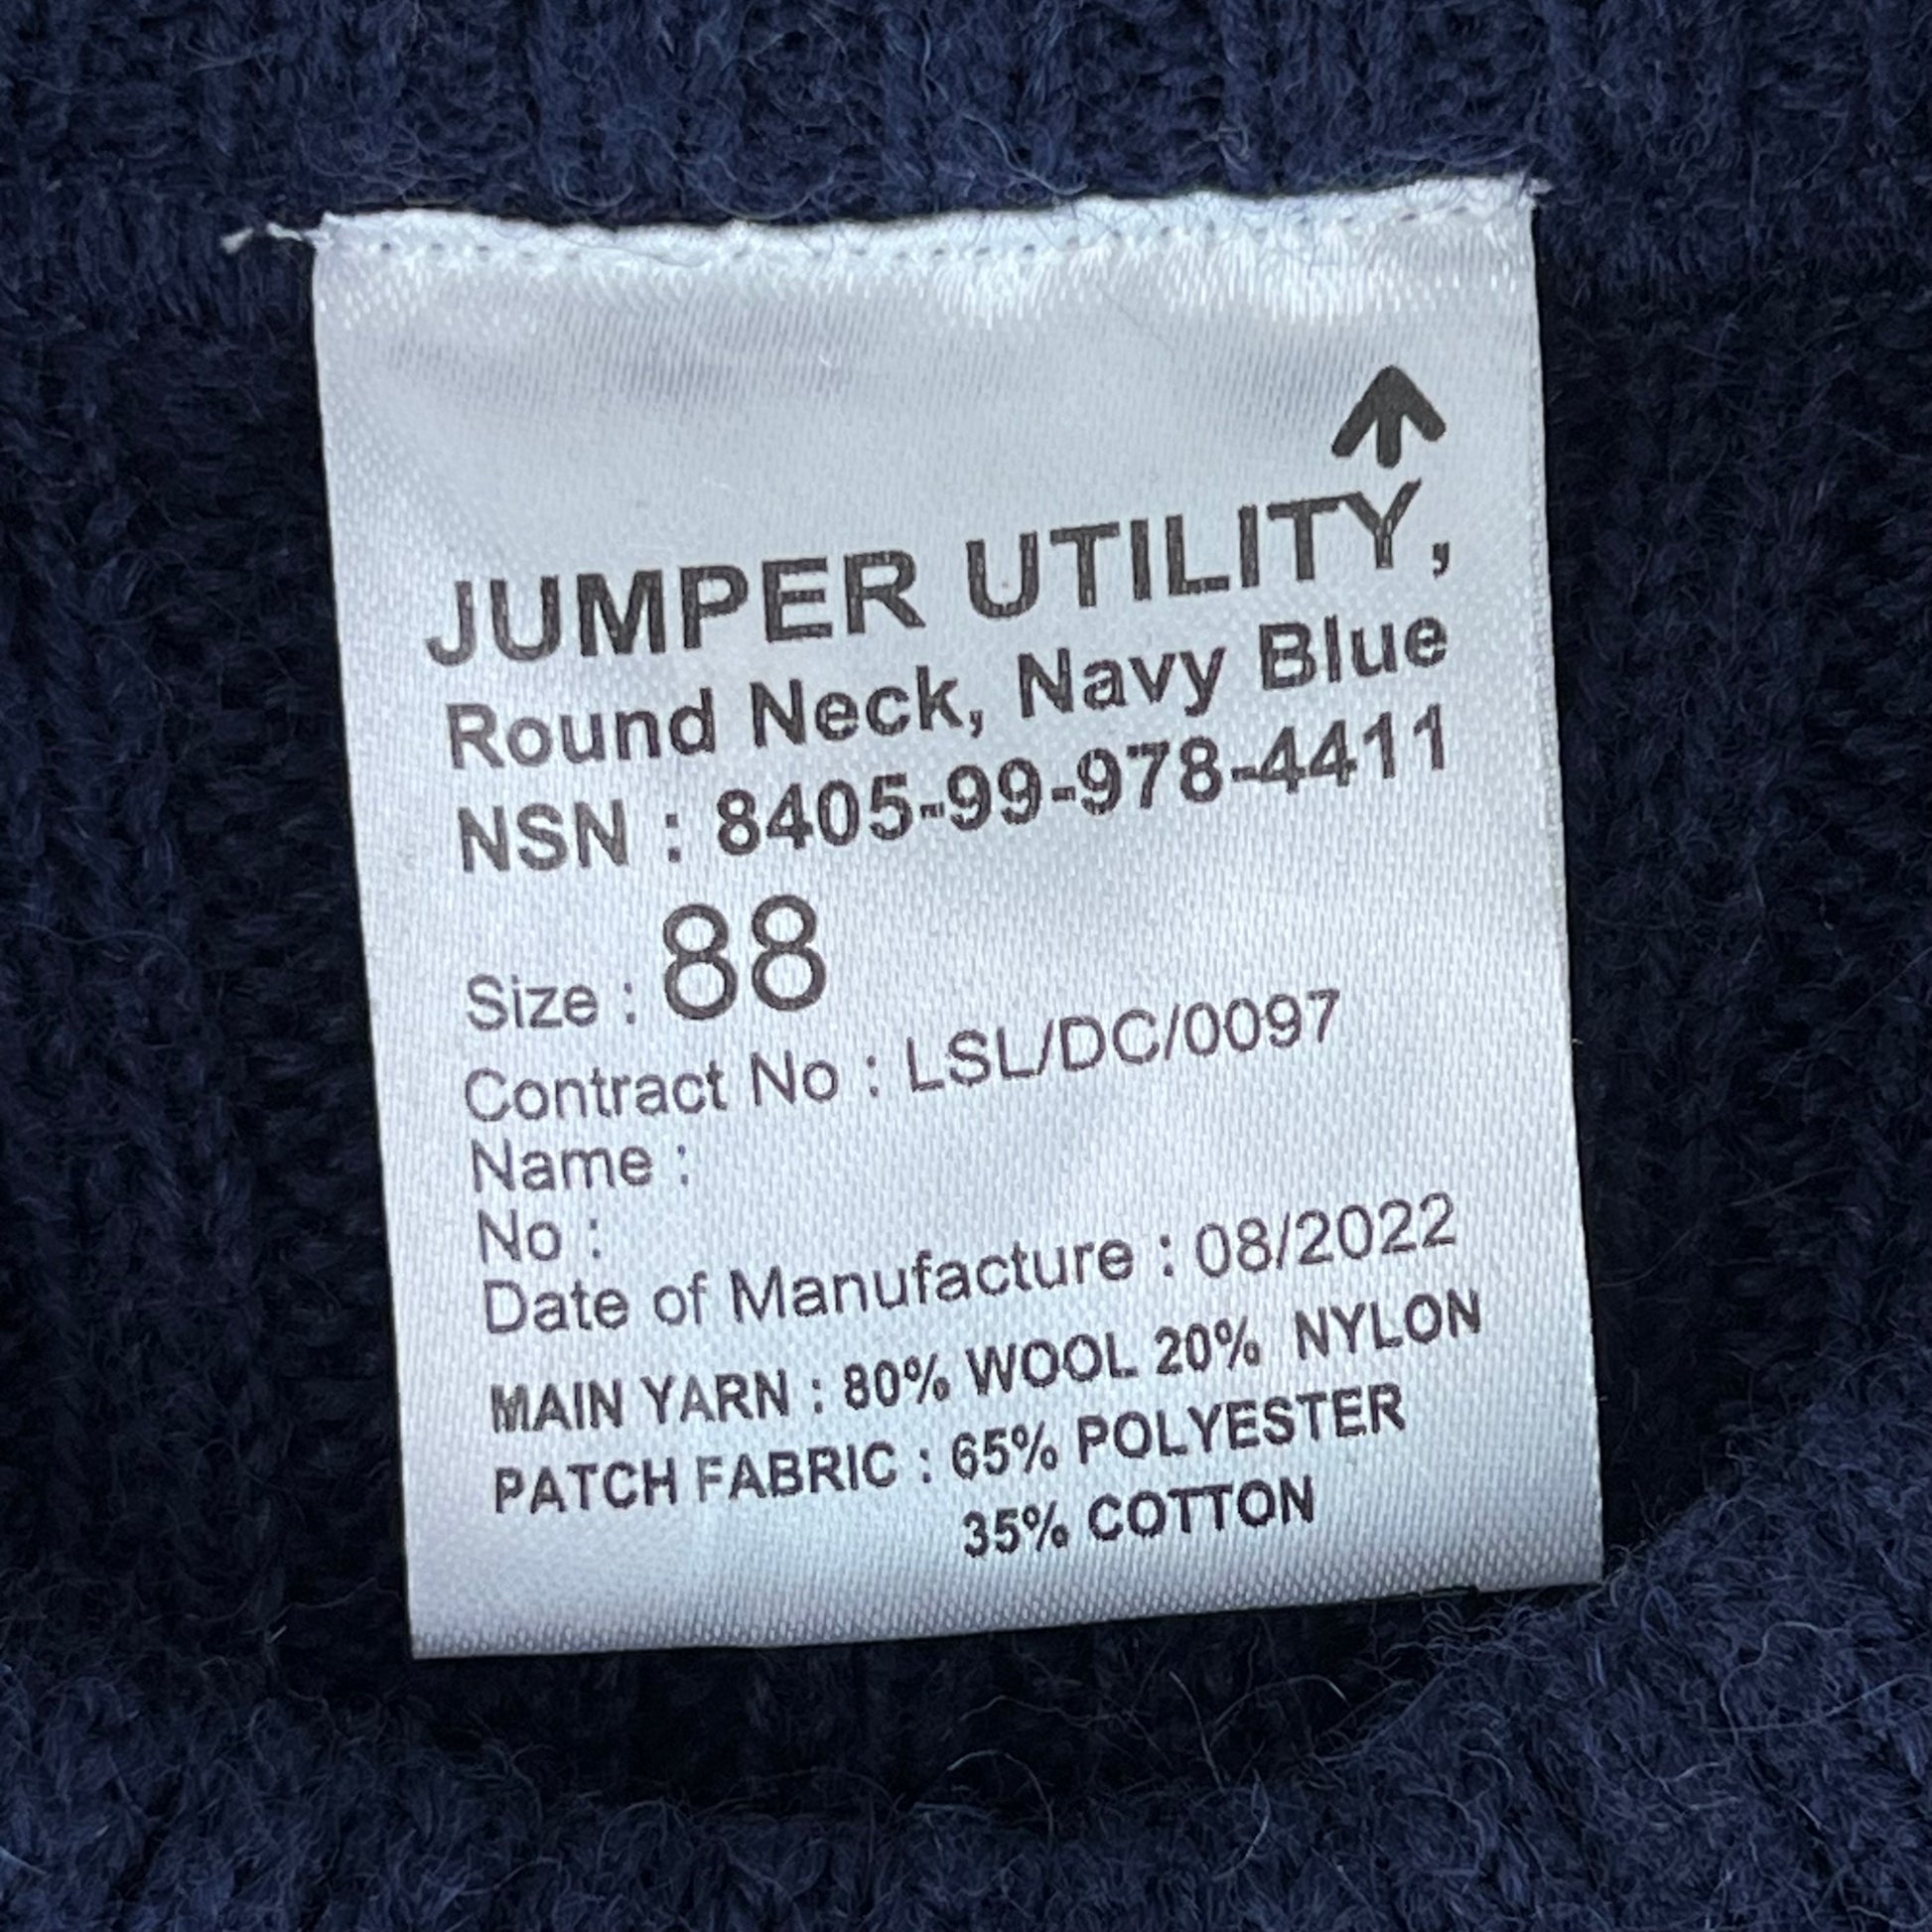 JUMPER UTILITY,
Round Neck, Navy Blue
NSN : 8405-99-978-4411
Size : 88
Contract No : LSL/DC/0097
Name :
No :
Date of Manufacture : 08/2022
MAIN YARN : 80% WOOL 20% NYLON
PATCH FABRIC : 65% POLYESTER
35% COTTON